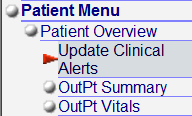 Patient Menu
Patient Overview
Update Clinical
Alerts
OutPt Summary
OutPt Vitals